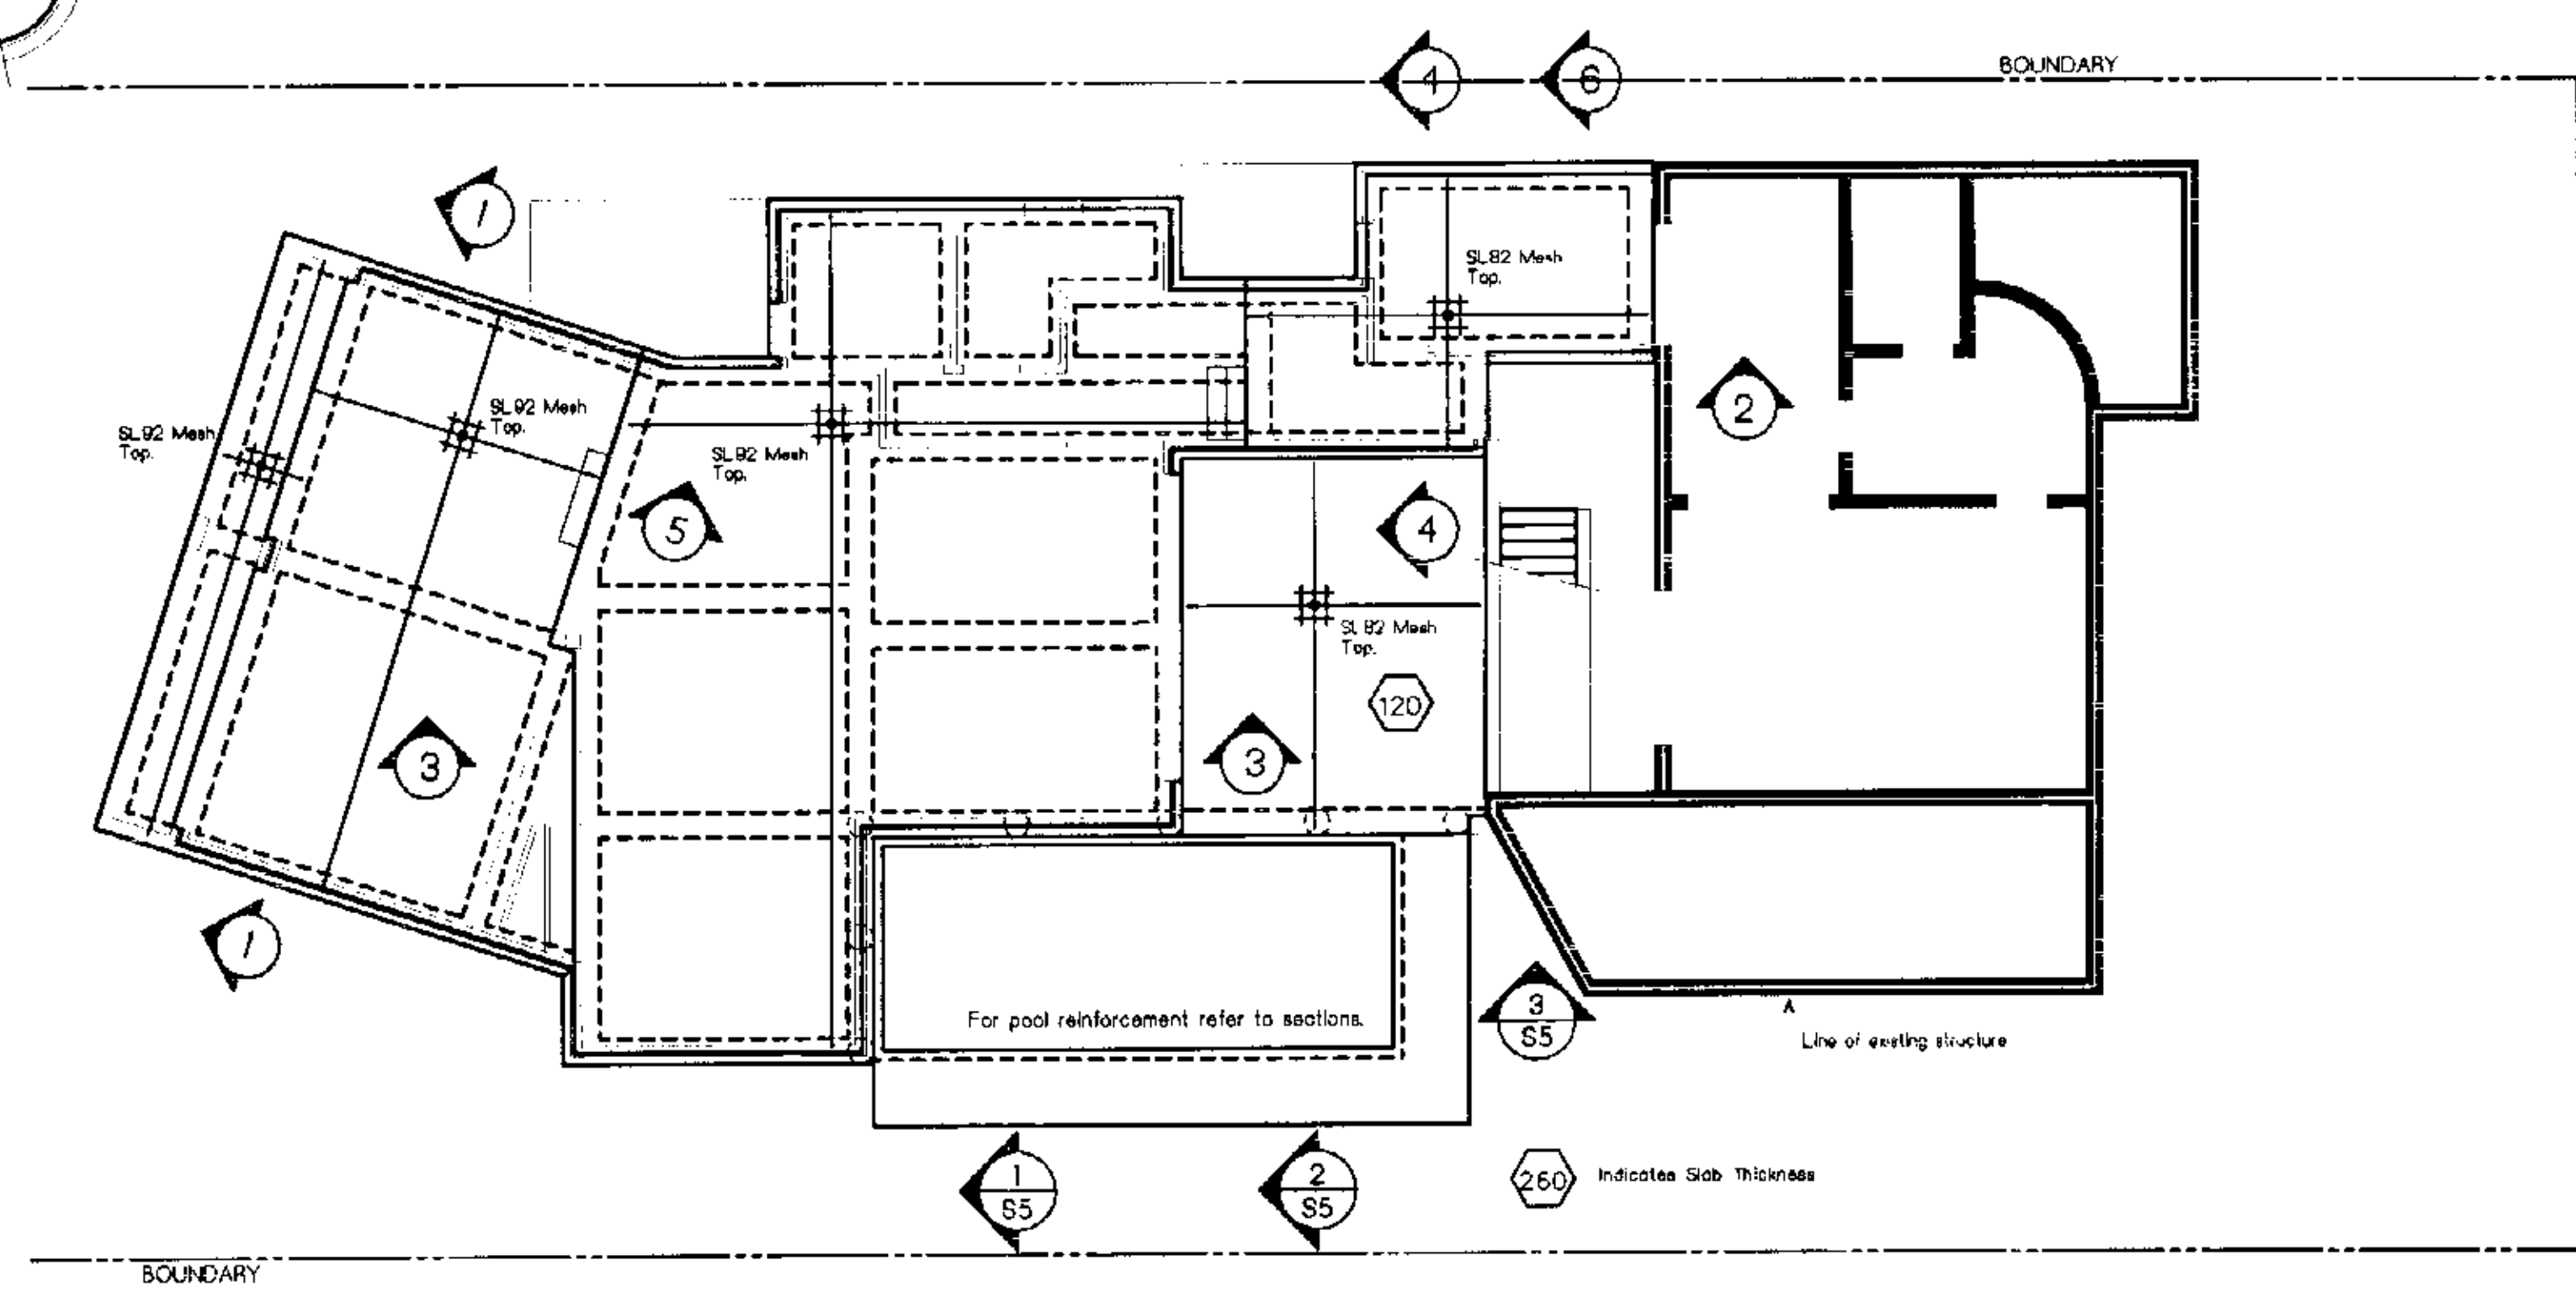 BOUNDARY
4
6
1
SL82 Mesh
Top.
2
SL92 Mesh
Top.
SL92 Mesh
Top.
SL92 Mesh
Top.
5
4
SL82 Mesh
Top.
120
3
3
1
For pool reinforcement refer to sections.
3
S5
Line of existing structure
1
S5
2
S5
260
Indicates Slab Thickness
BOUNDARY